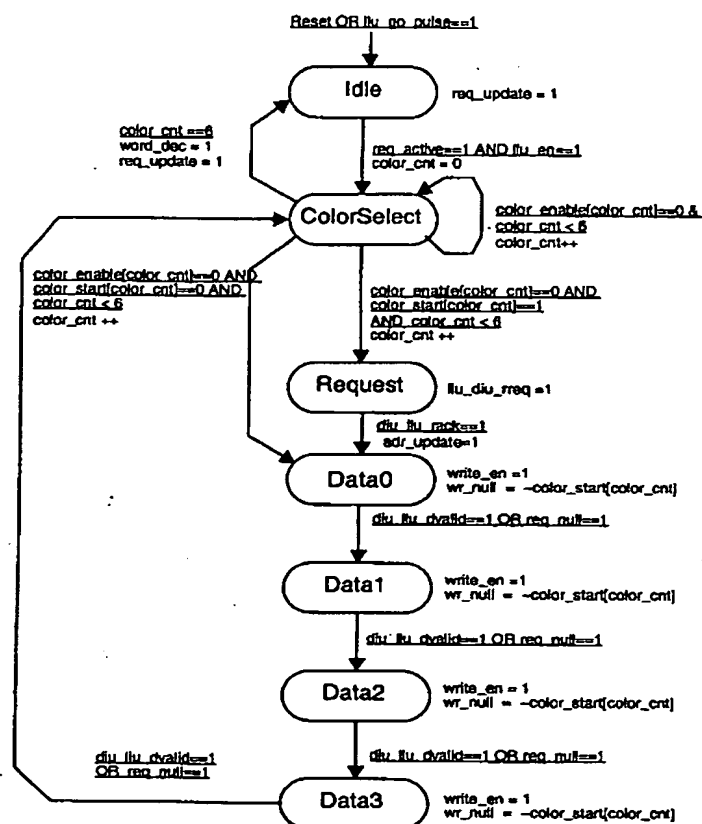 Reset OR llu_go_pulse==1
Idle
req_update = 1
color_cnt ==6
word_dec = 1
req_update = 1
req_active==1 AND llu_en==1
color_cnt = 0
ColorSelect
color_enable[color_cnt]==0 &
color_cnt < 6
color_cnt++
color_enable[color_cnt]==0 AND
color_start[color_cnt]==0 AND
color_cnt < 6
color_cnt ++
color_enable[color_cnt]==0 AND
color_start[color_cnt]==1
AND color_cnt < 6
color_cnt ++
Request
llu_diu_rreq =1
diu_llu_rack==1
adr_update=1
Data0
write_en =1
wr_null = ~color_start[color_cnt]
diu_llu_dvalid==1 OR req_null==1
Data1
write_en =1
wr_null = ~color_start[color_cnt]
diu_llu_dvalid==1 OR req_null==1
Data2
write_en = 1
wr_null = ~color_start[color_cnt]
diu_llu_dvalid==1
OR req_null==1
diu_llu_dvalid==1 OR req_null==1
Data3
write_en = 1
wr_null = ~color_start[color_cnt]